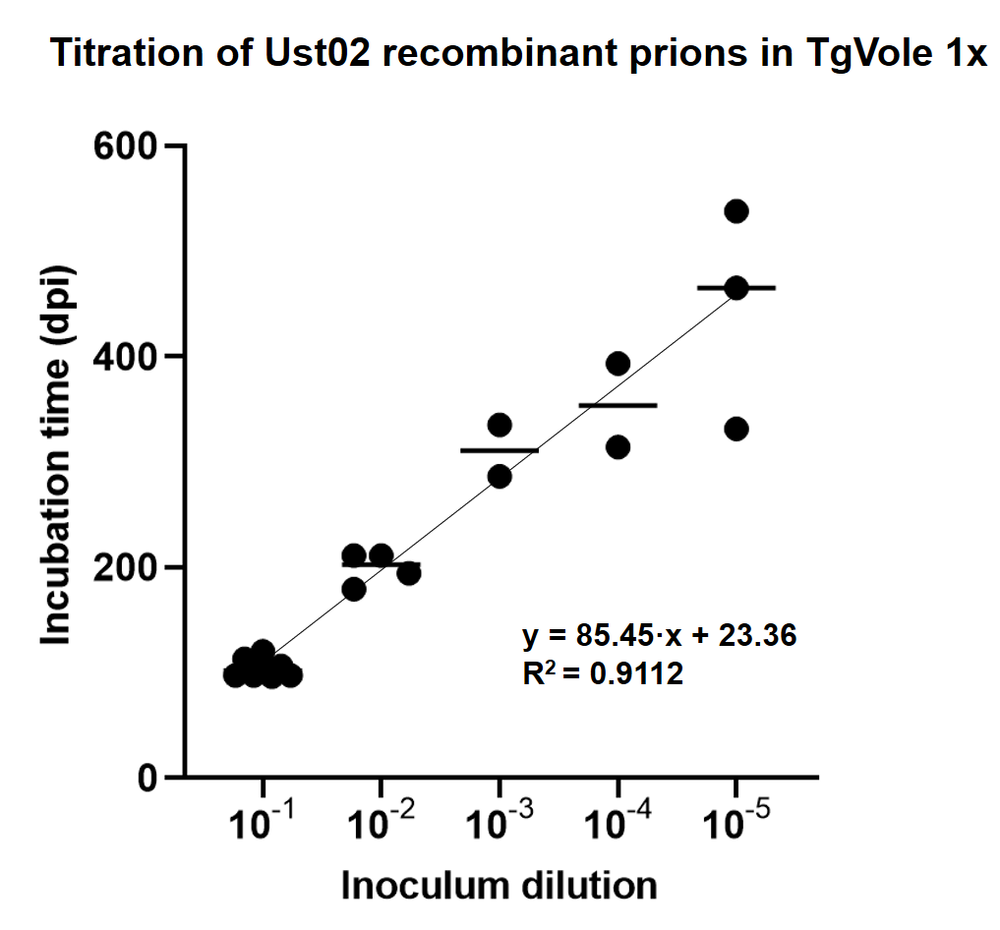 Titration of Ust02 recombinant prions in TgVole 1x
600
400
200
0
Incubation time (dpi)
y = 85.45·x + 23.36
R² = 0.9112
10⁻¹ 10⁻² 10⁻³ 10⁻⁴ 10⁻⁵
Inoculum dilution